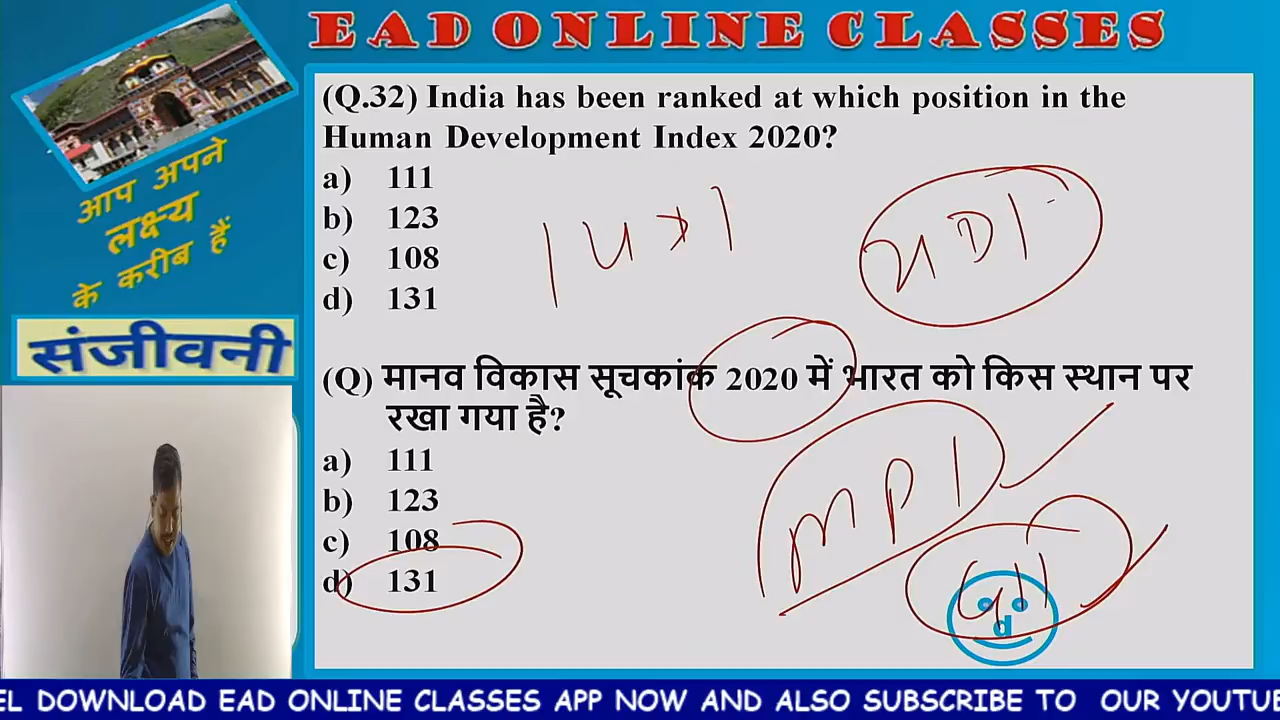 EAD ONLINE CLASSES
(Q.32) India has been ranked at which position in the
Human Development Index 2020?
a) 111
b) 123
c) 108
d) 131
HDI
(Q) मानव विकास सूचकांक 2020 में भारत को किस स्थान पर
रखा गया है?
a) 111
b) 123
c) 108
d) 131
MPI
GII
d
आप अपने
लक्ष्य
के करीब हैं
संजीवनी
EL DOWNLOAD EAD ONLINE CLASSES APP NOW AND ALSO SUBSCRIBE TO OUR YOUTUBE